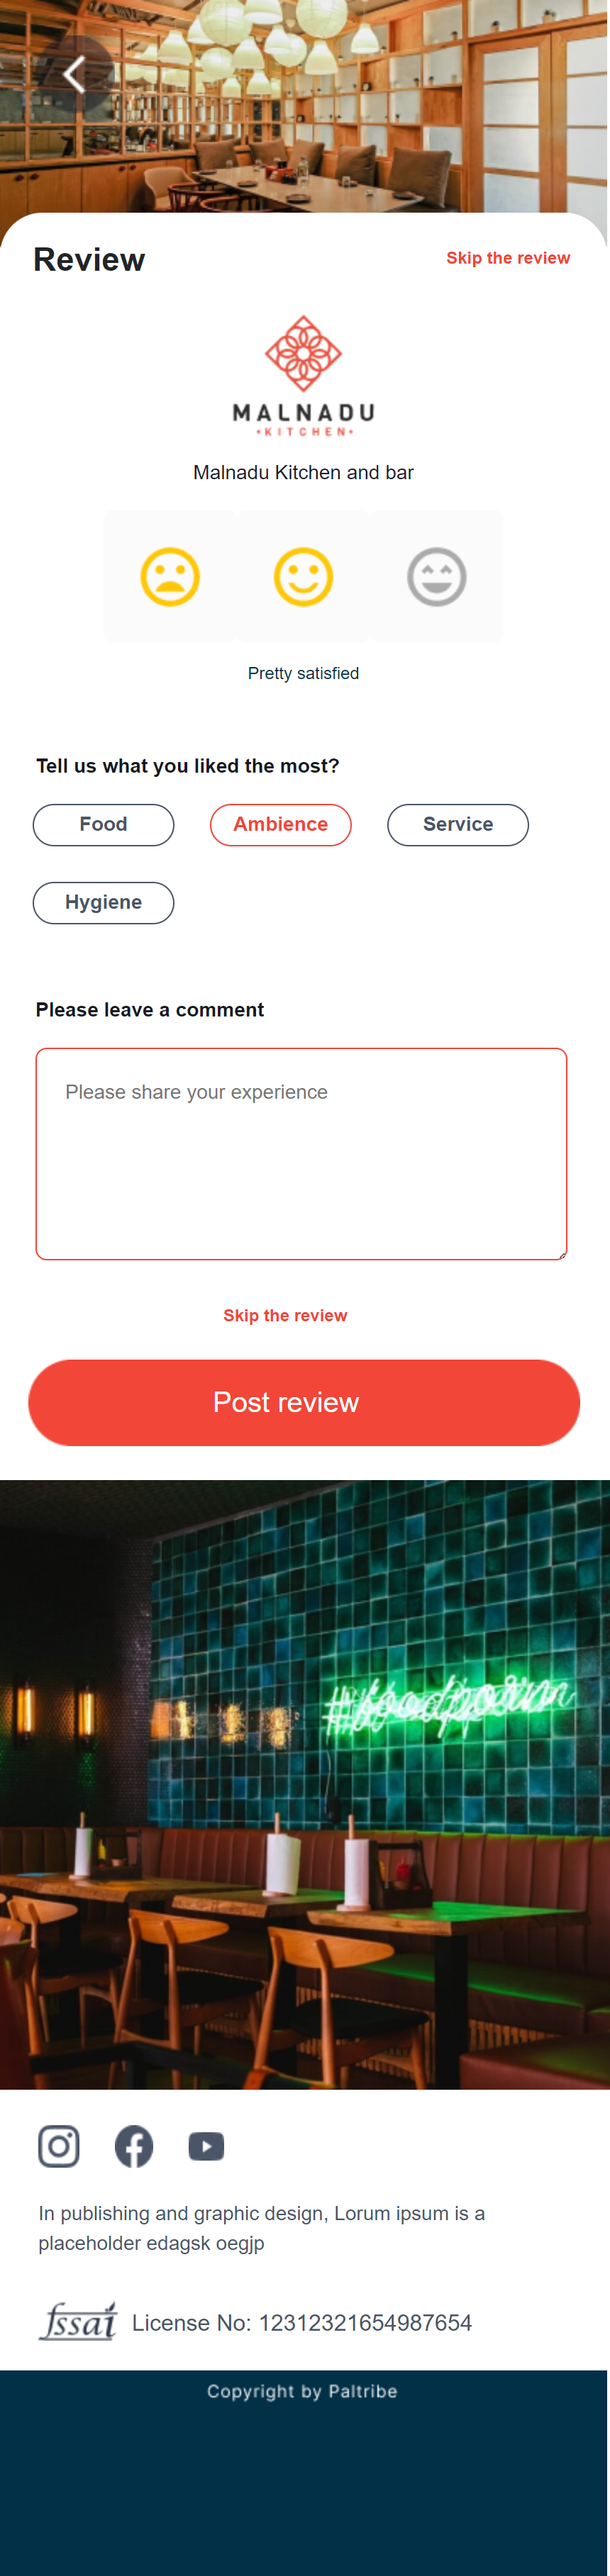 Review
Skip the review
MALNADU
•KITCHEN•
Malnadu Kitchen and bar
Pretty satisfied
Tell us what you liked the most?
Food
Ambience
Service
Hygiene
Please leave a comment
Please share your experience
Skip the review
Post review
#foodporn
In publishing and graphic design, Lorum ipsum is a
placeholder edagsk oegjp
fssai
License No: 12312321654987654
Copyright by Paltribe